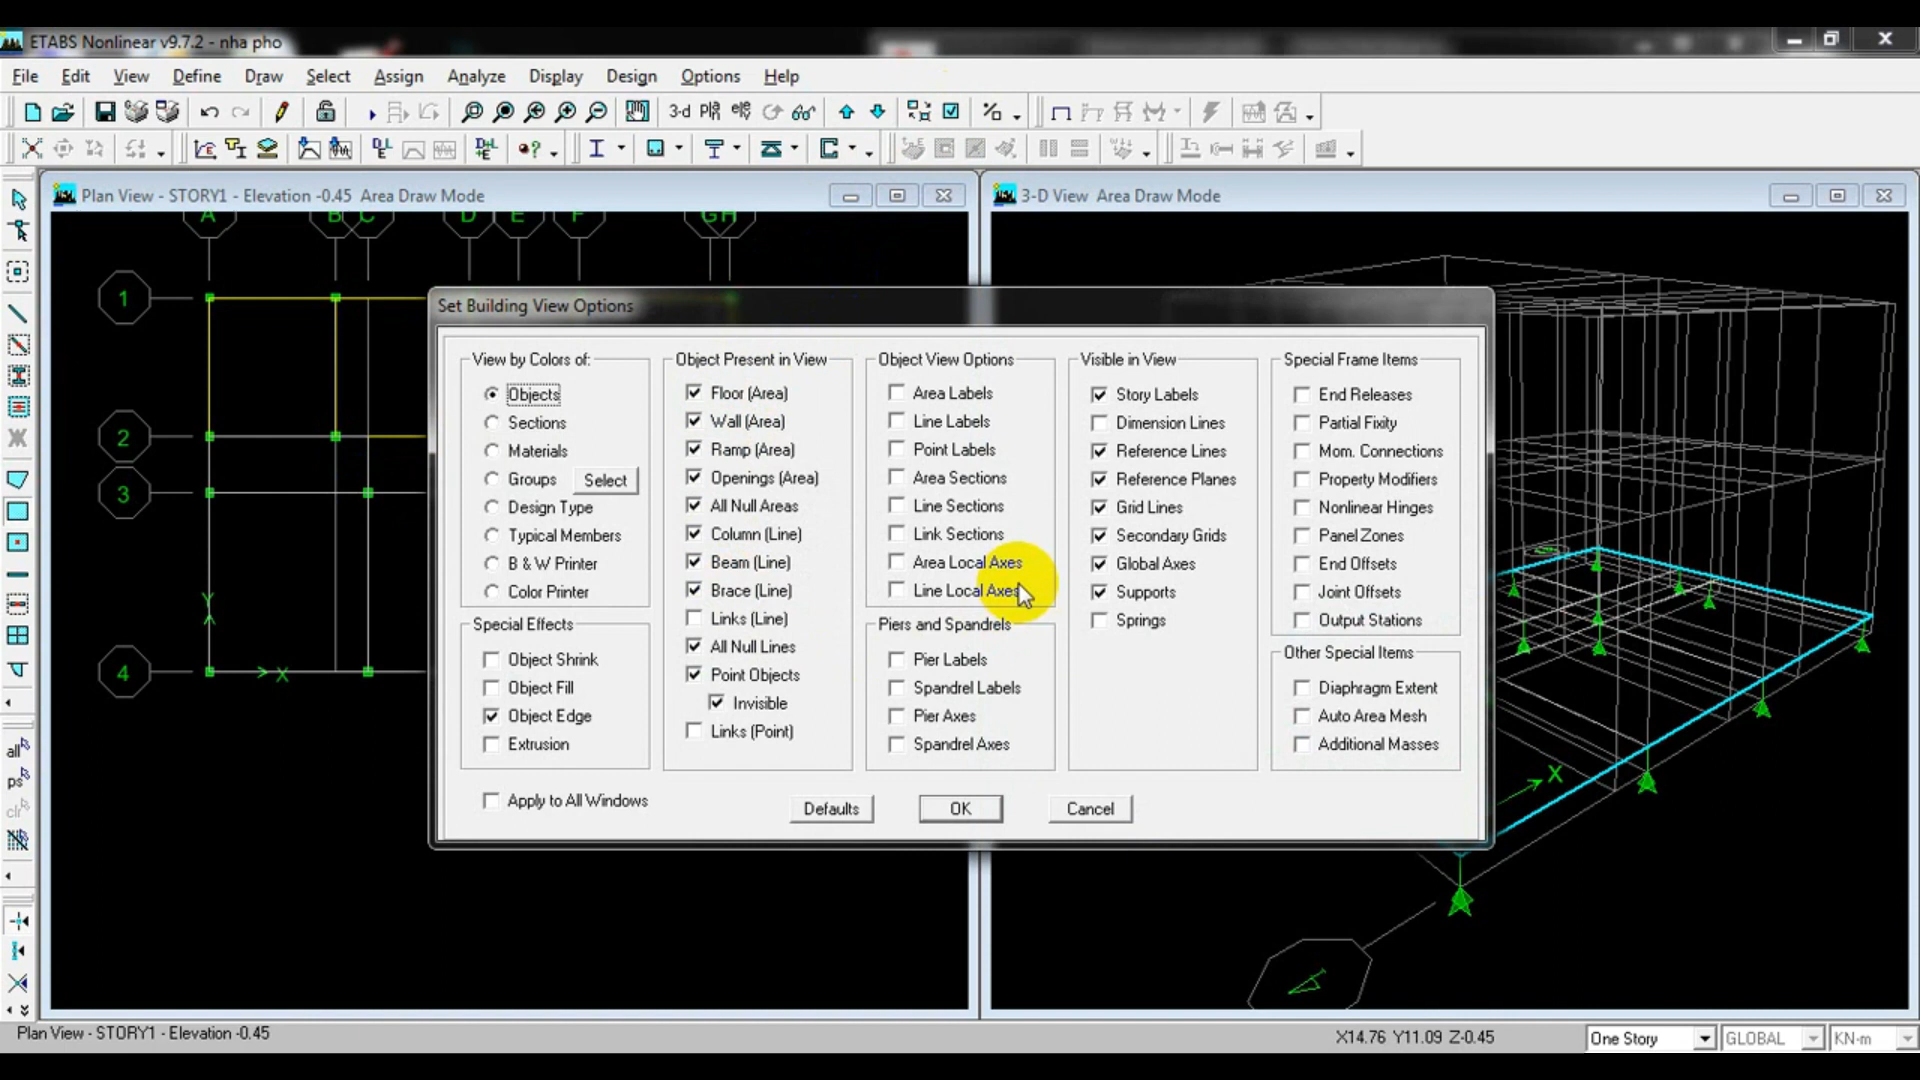 ETABS Nonlinear v9.7.2 - nha pho
File Edit View Define Draw Select Assign Analyze Display Design Options Help
3-d
Plan View - STORY1 - Elevation -0.45 Area Draw Mode
3-D View Area Draw Mode
A B C D E F G H
1
2
3
4
Y
X
X
Set Building View Options
View by Colors of:
Objects
Sections
Materials
Groups Select
Design Type
Typical Members
B & W Printer
Color Printer
Special Effects
Object Shrink
Object Fill
Object Edge
Extrusion
Apply to All Windows
Object Present in View
Floor (Area)
Wall (Area)
Ramp (Area)
Openings (Area)
All Null Areas
Column (Line)
Beam (Line)
Brace (Line)
Links (Line)
All Null Lines
Point Objects
Invisible
Links (Point)
Object View Options
Area Labels
Line Labels
Point Labels
Area Sections
Line Sections
Link Sections
Area Local Axes
Line Local Axes
Piers and Spandrels
Pier Labels
Spandrel Labels
Pier Axes
Spandrel Axes
Visible in View
Story Labels
Dimension Lines
Reference Lines
Reference Planes
Grid Lines
Secondary Grids
Global Axes
Supports
Springs
Special Frame Items
End Releases
Partial Fixity
Mom. Connections
Property Modifiers
Nonlinear Hinges
Panel Zones
End Offsets
Joint Offsets
Output Stations
Other Special Items
Diaphragm Extent
Auto Area Mesh
Additional Masses
Defaults OK Cancel
all
ps
clr
Plan View - STORY1 - Elevation -0.45
X14.76 Y11.09 Z-0.45
One Story GLOBAL KN-m